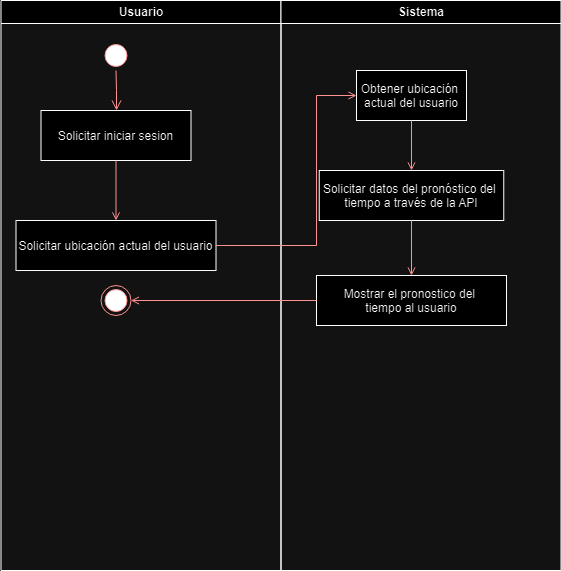 Usuario
Sistema
Solicitar iniciar sesion
Solicitar ubicación actual del usuario
Obtener ubicación
actual del usuario
Solicitar datos del pronóstico del
tiempo a través de la API
Mostrar el pronostico del
tiempo al usuario